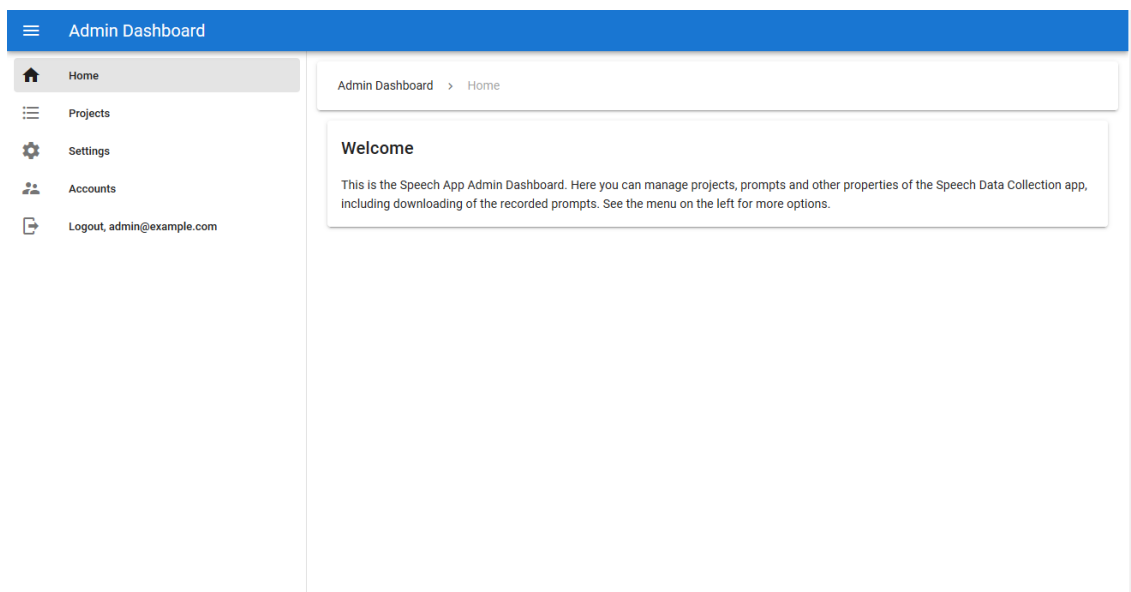 Admin Dashboard
Home
Projects
Settings
Accounts
Logout, admin@example.com
Admin Dashboard > Home
Welcome
This is the Speech App Admin Dashboard. Here you can manage projects, prompts and other properties of the Speech Data Collection app,
including downloading of the recorded prompts. See the menu on the left for more options.